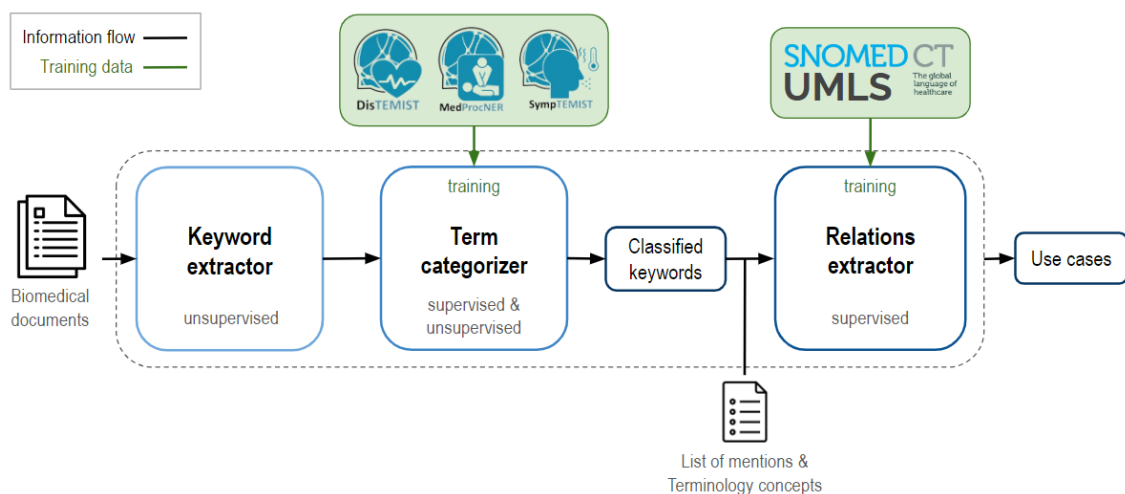 Information flow
Training data
DisTEMIST
MedProcNER
SympTEMIST
SNOMED CT
UMLS
The global
language of
healthcare
Biomedical
documents
Keyword
extractor
unsupervised
training
Term
categorizer
supervised &
unsupervised
Classified
keywords
List of mentions &
Terminology concepts
training
Relations
extractor
supervised
Use cases